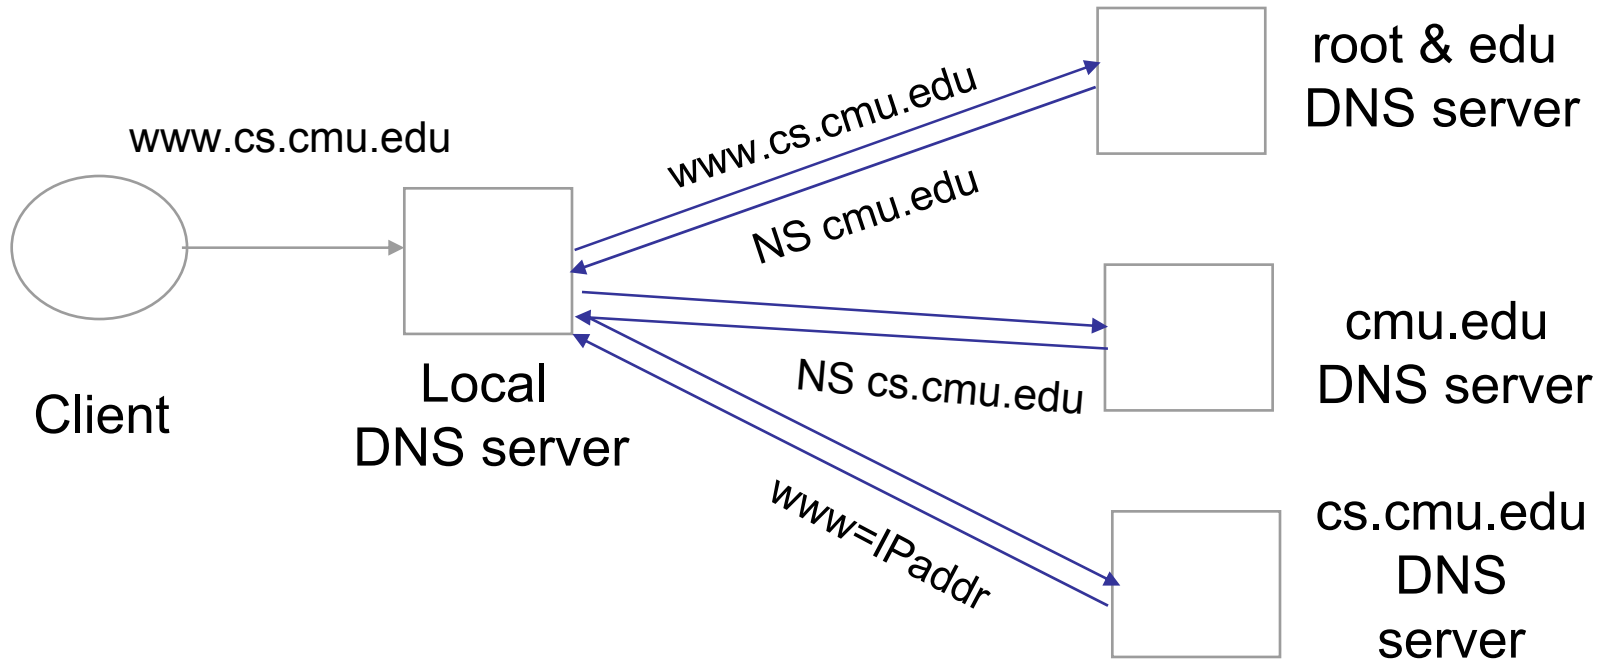 www.cs.cmu.edu
Client
Local
DNS server
www.cs.cmu.edu
NS cmu.edu
root & edu
DNS server
NS cs.cmu.edu
cmu.edu
DNS server
www=IPaddr
cs.cmu.edu
DNS
server